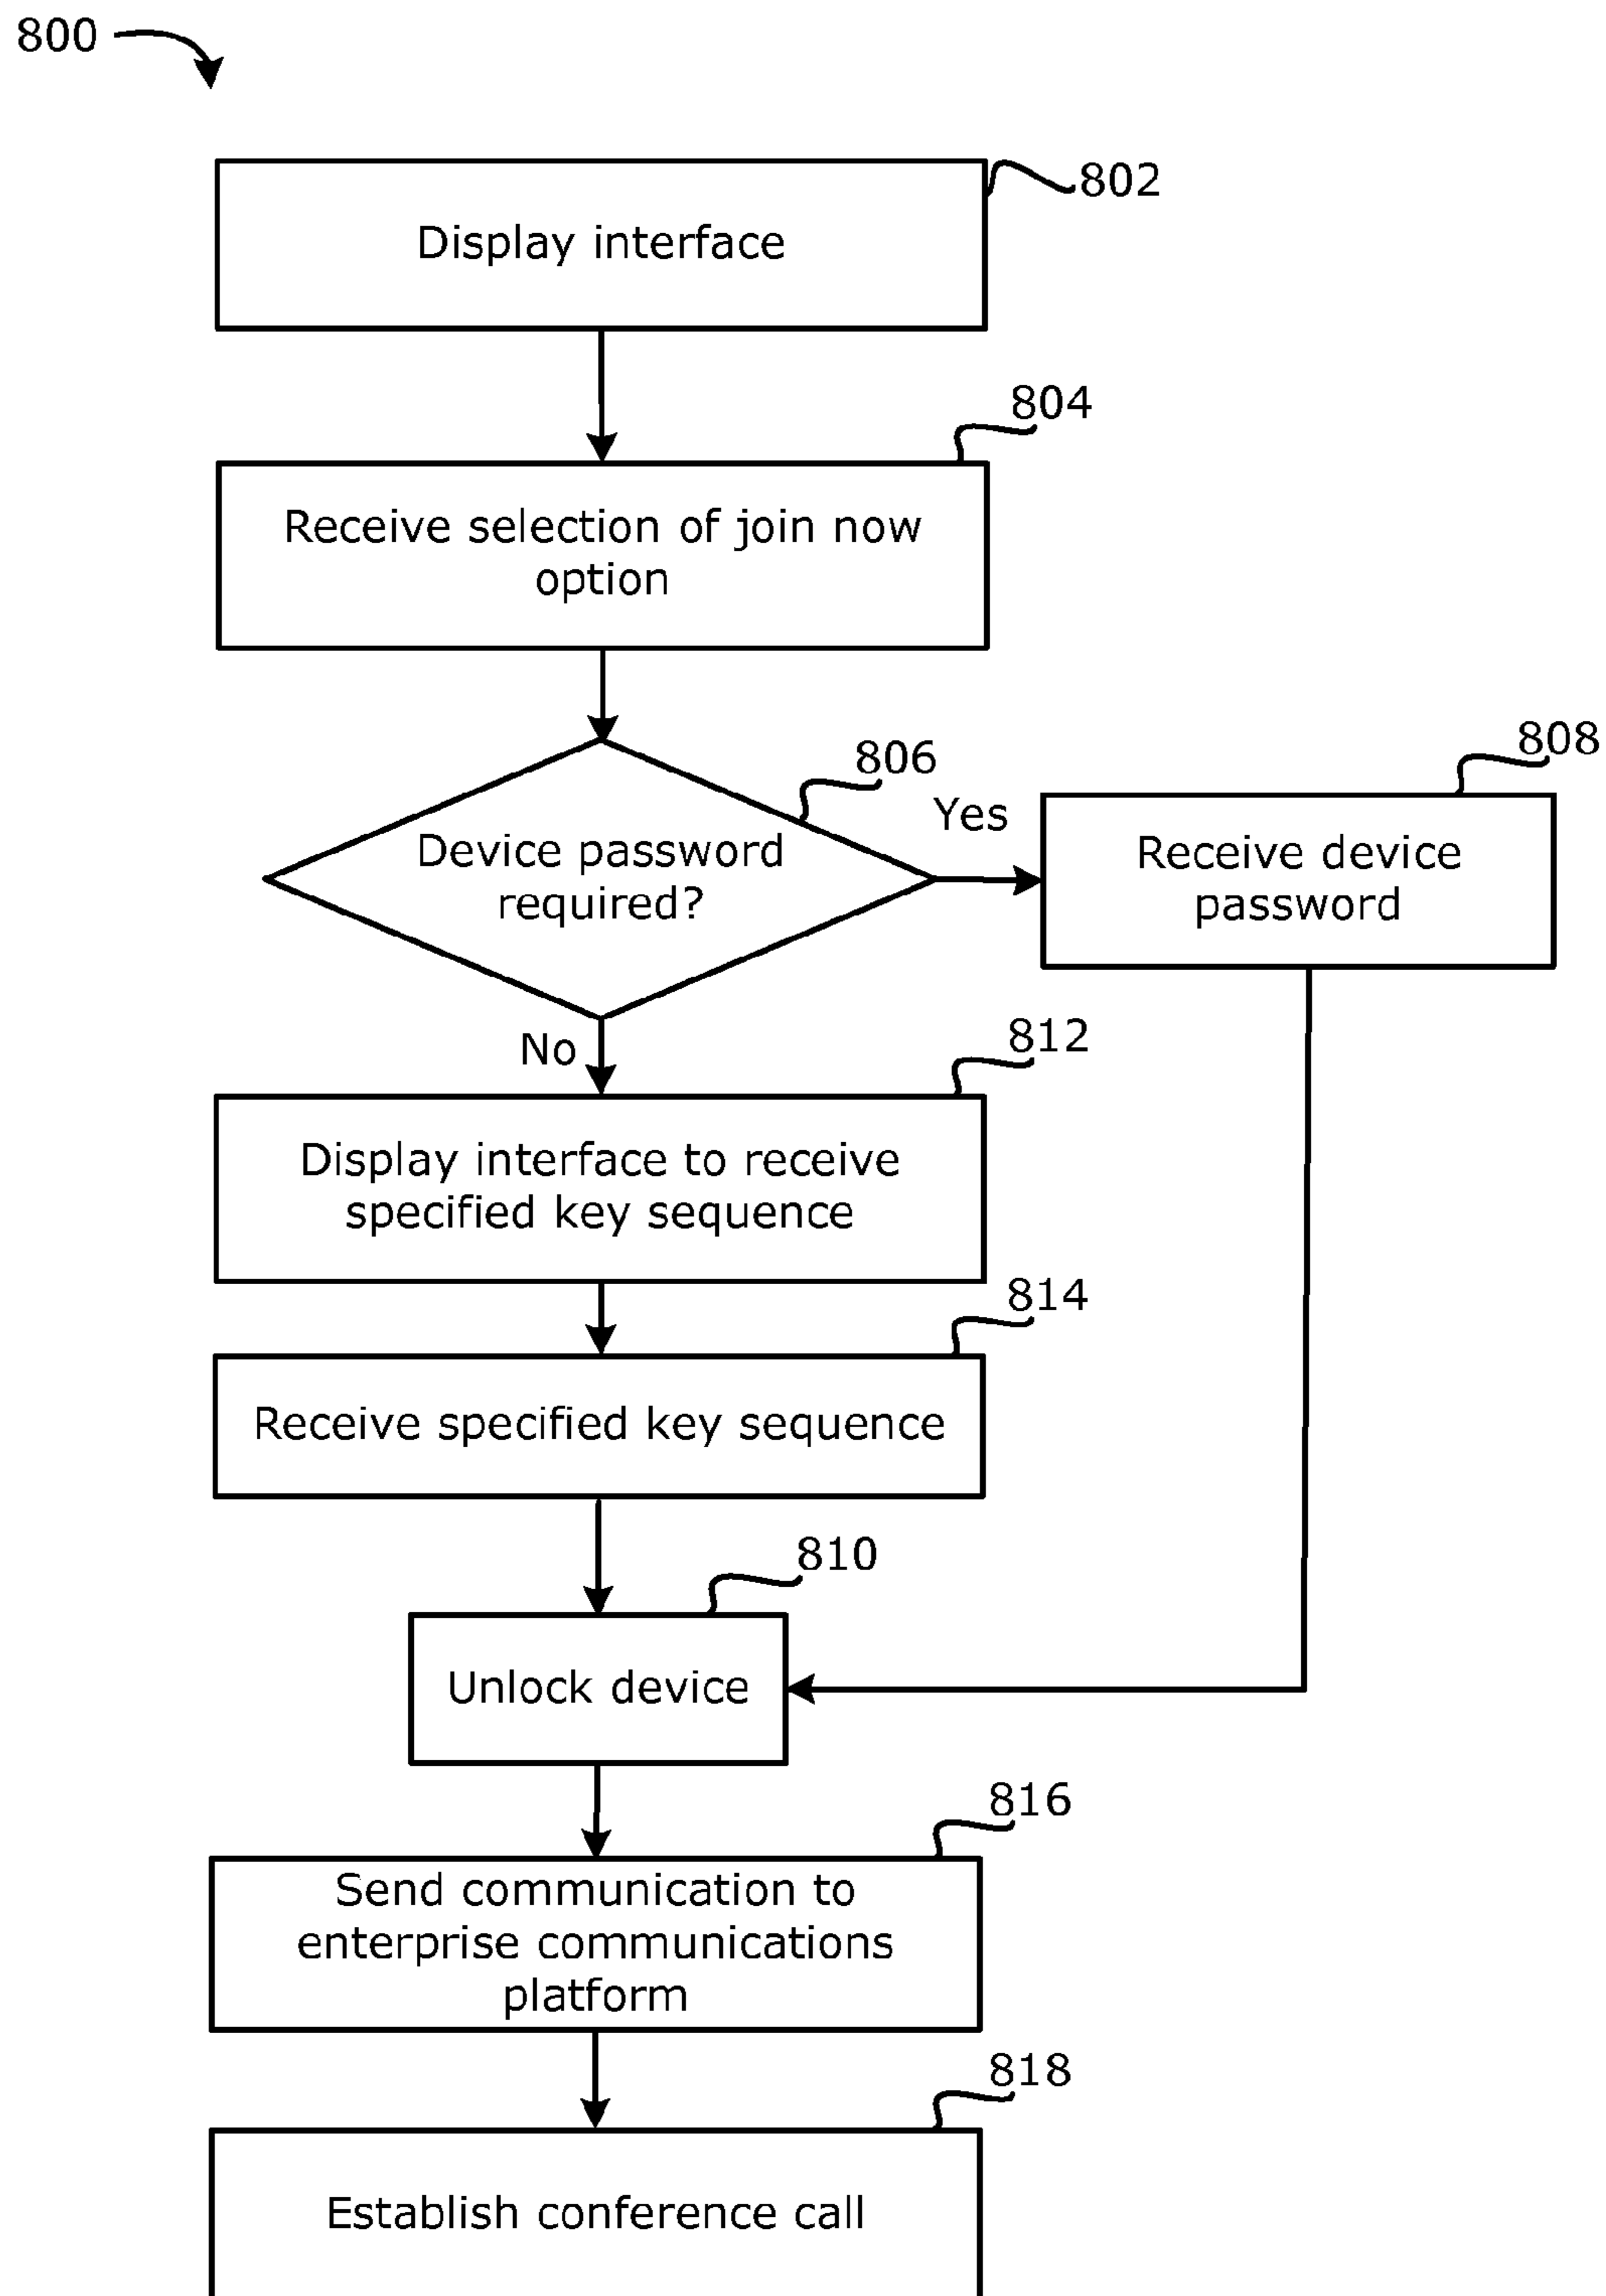 800
802
Display interface
804
Receive selection of join now
option
806
808
Yes
Device password
required?
Receive device
password
No
812
Display interface to receive
specified key sequence
814
Receive specified key sequence
810
Unlock device
816
Send communication to
enterprise communications
platform
818
Establish conference call